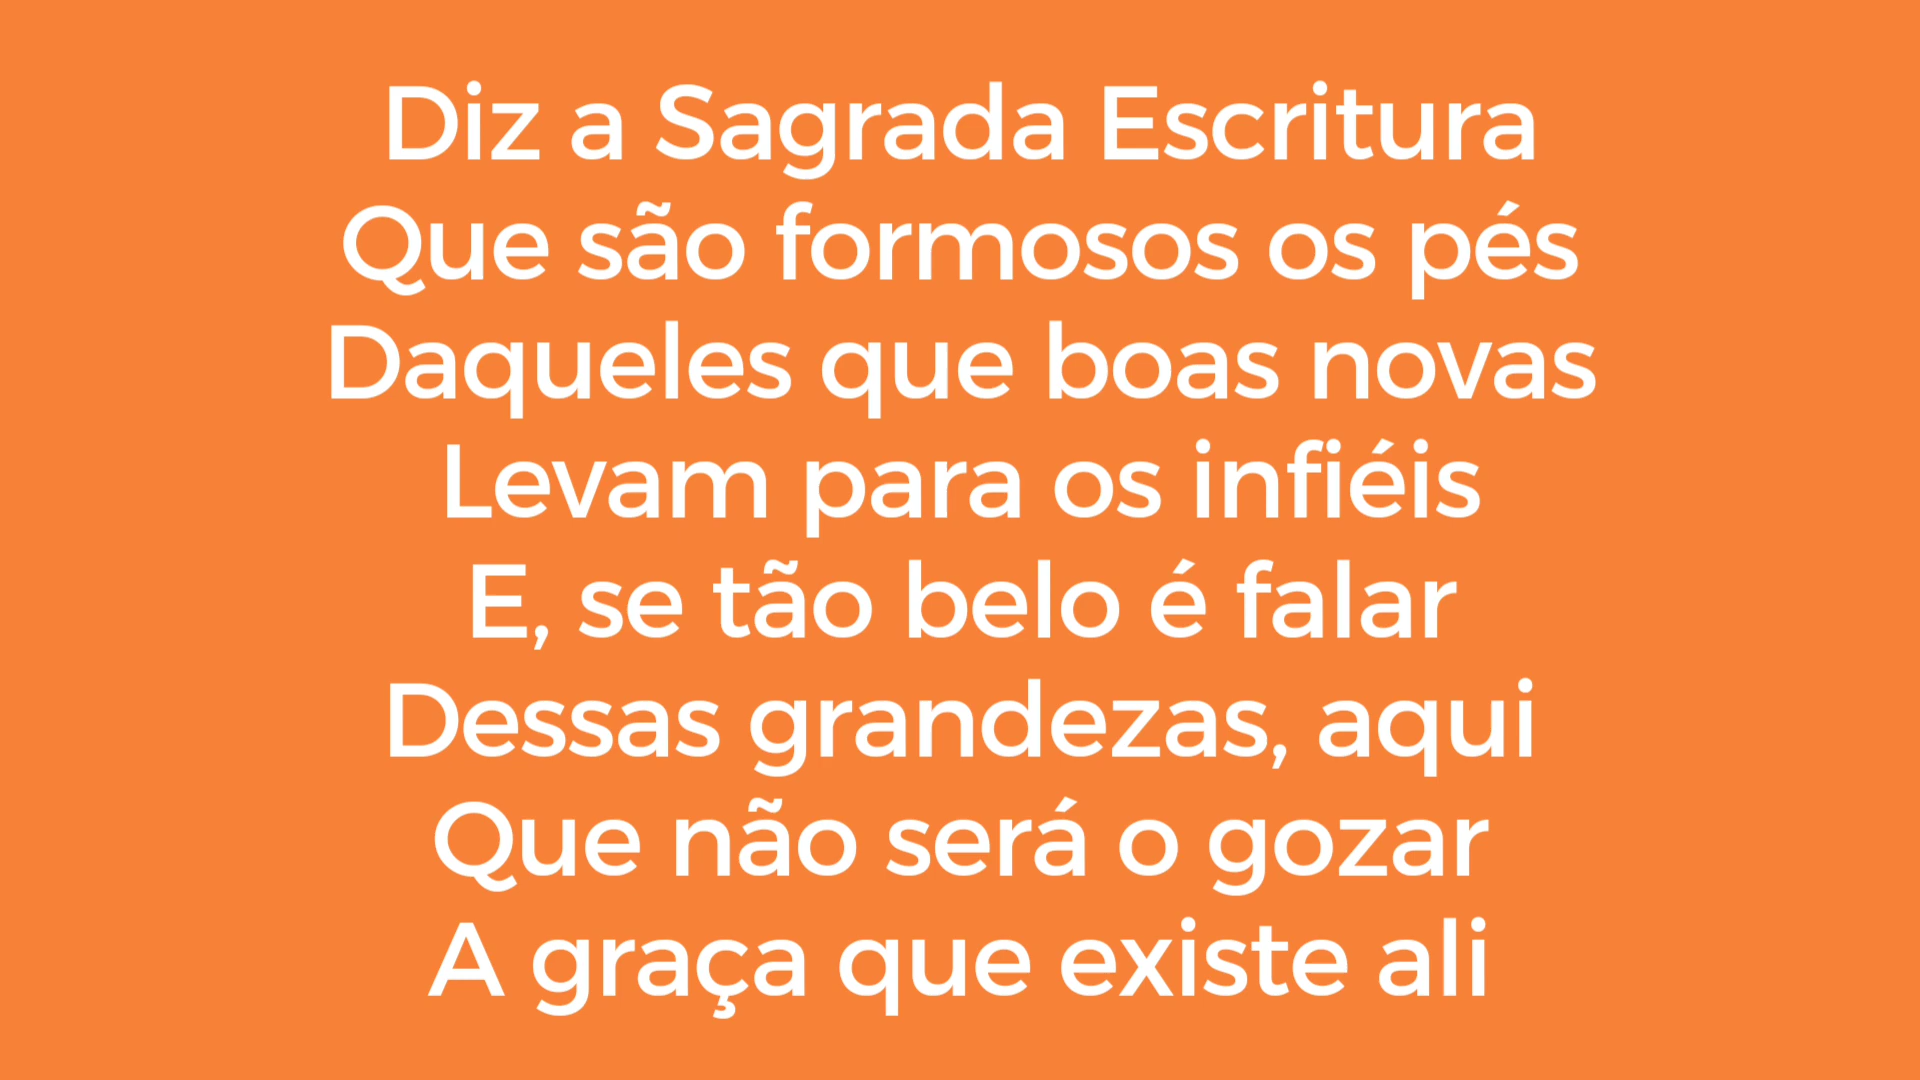 Diz a Sagrada Escritura
Que são formosos os pés
Daqueles que boas novas
Levam para os infiéis
E, se tão belo é falar
Dessas grandezas, aqui
Que não será o gozar
A graça que existe ali